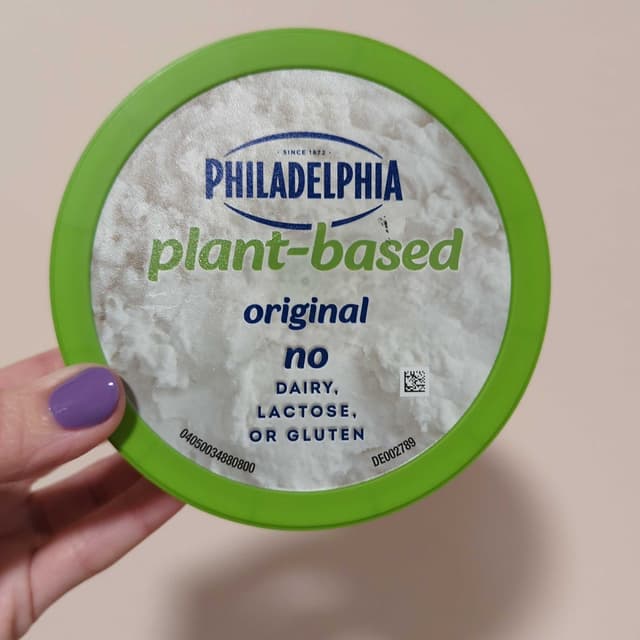 · SINCE 1872 ·
PHILADELPHIA
plant-based
original
no
DAIRY,
LACTOSE,
OR GLUTEN
04050034880800
DE002789